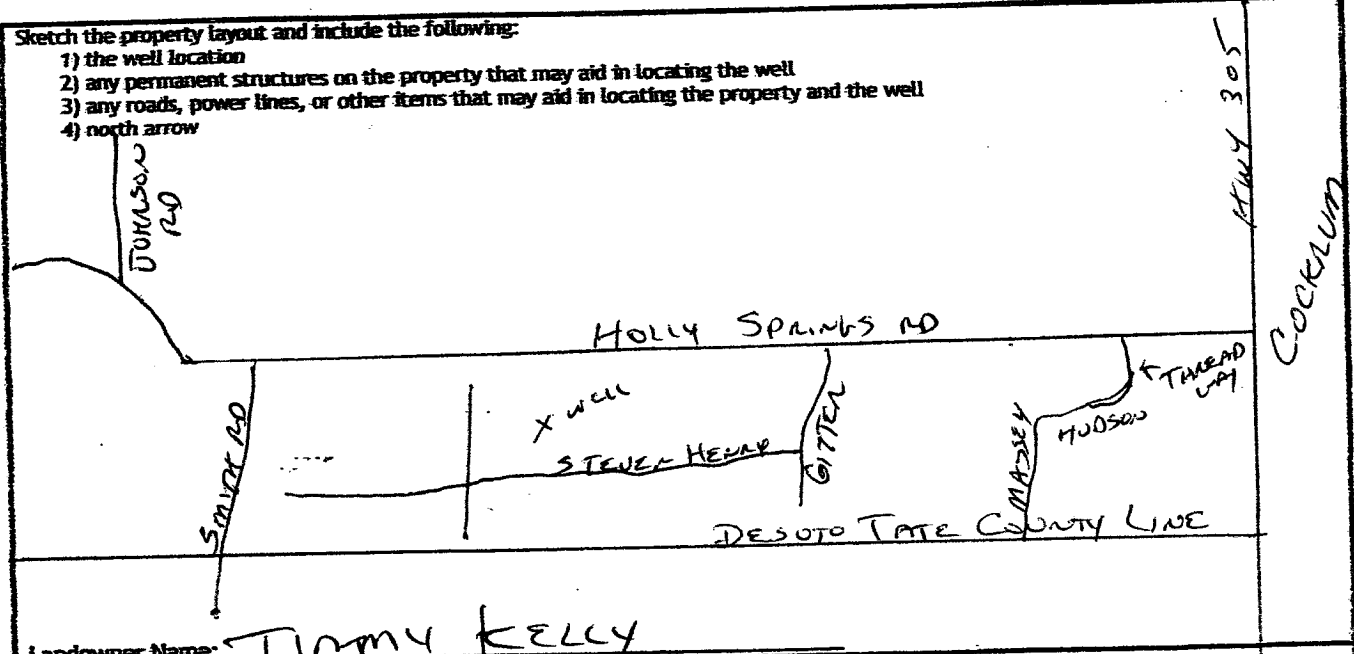 Sketch the property layout and include the following:
1) the well location
2) any permanent structures on the property that may aid in locating the well
3) any roads, power lines, or other items that may aid in locating the property and the well
4) north arrow
HWY 305
JOHNSON
RD
COCKRUM
HOLLY SPRINGS RD
THREAD
WAY
X WELL
SMITH RD
GITTER
MASSEY
HUDSON
STEVEN HENRY
DESOTO TATE COUNTY LINE
Landowner Name: TIMMY KELLY